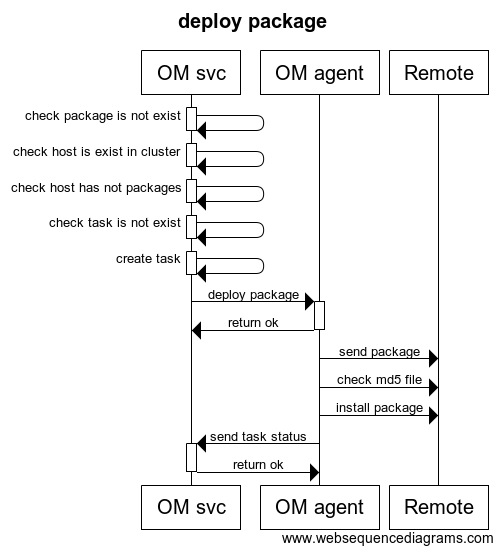 deploy package
OM svc OM agent Remote
check package is not exist
check host is exist in cluster
check host has not packages
check task is not exist
create task
deploy package
return ok
send package
check md5 file
install package
send task status
return ok
OM svc OM agent Remote
www.websequencediagrams.com